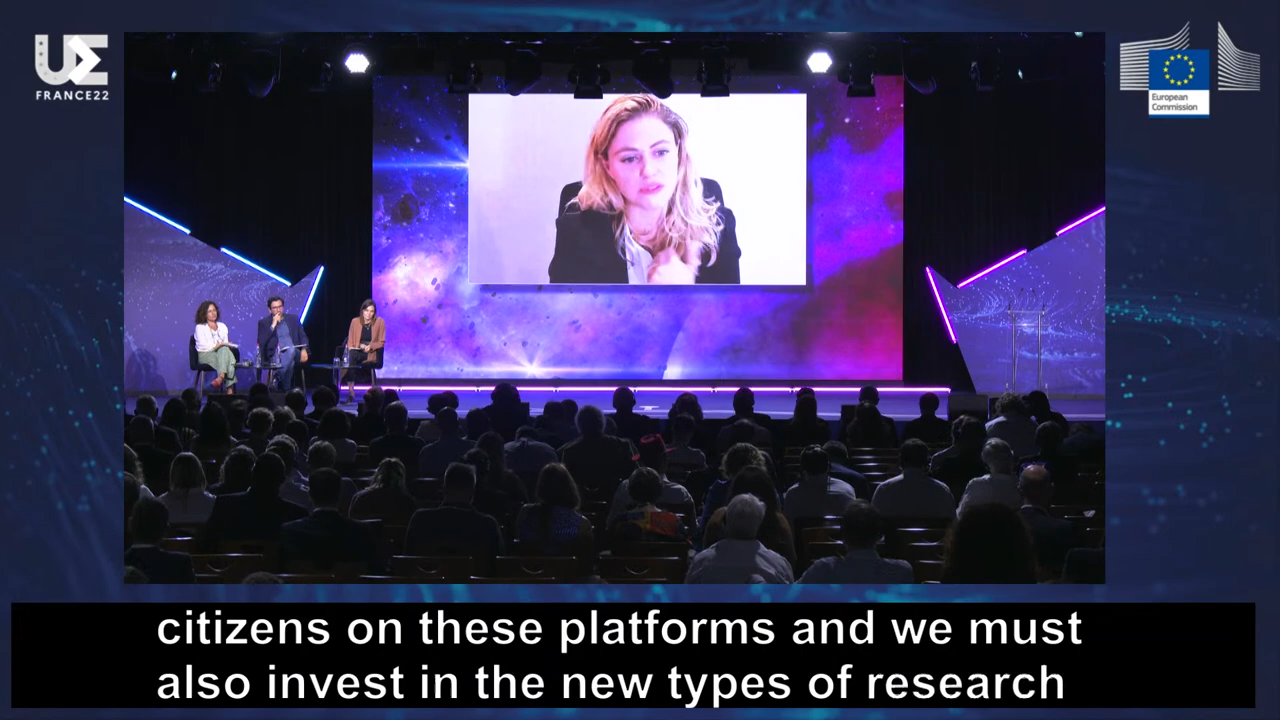 UE
FRANCE22
European
Commission
citizens on these platforms and we must
also invest in the new types of research